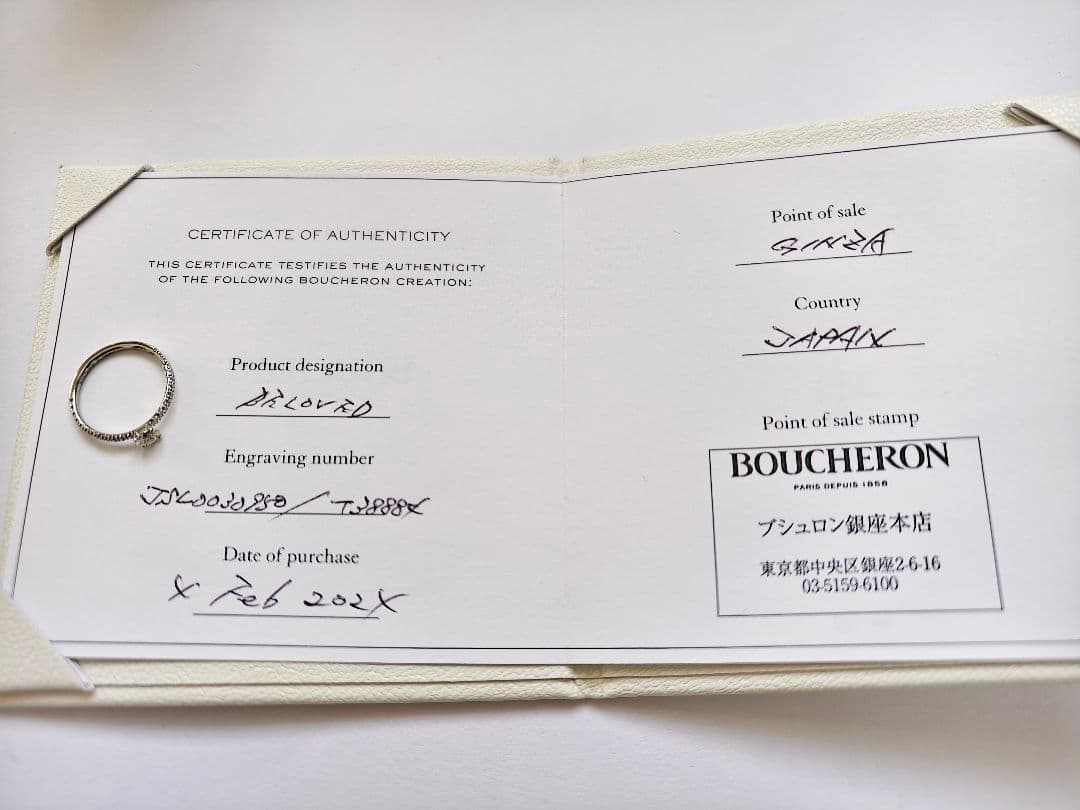 CERTIFICATE OF AUTHENTICITY
THIS CERTIFICATE TESTIFIES THE AUTHENTICITY
OF THE FOLLOWING BOUCHERON CREATION:
Product designation
BELOVED
Engraving number
Date of purchase
Feb
Point of sale
GINZA
Country
JAPAN
Point of sale stamp
BOUCHERON
PARIS DEPUIS 1858
ブシュロン銀座本店
東京都中央区銀座2-6-16
03-5159-6100